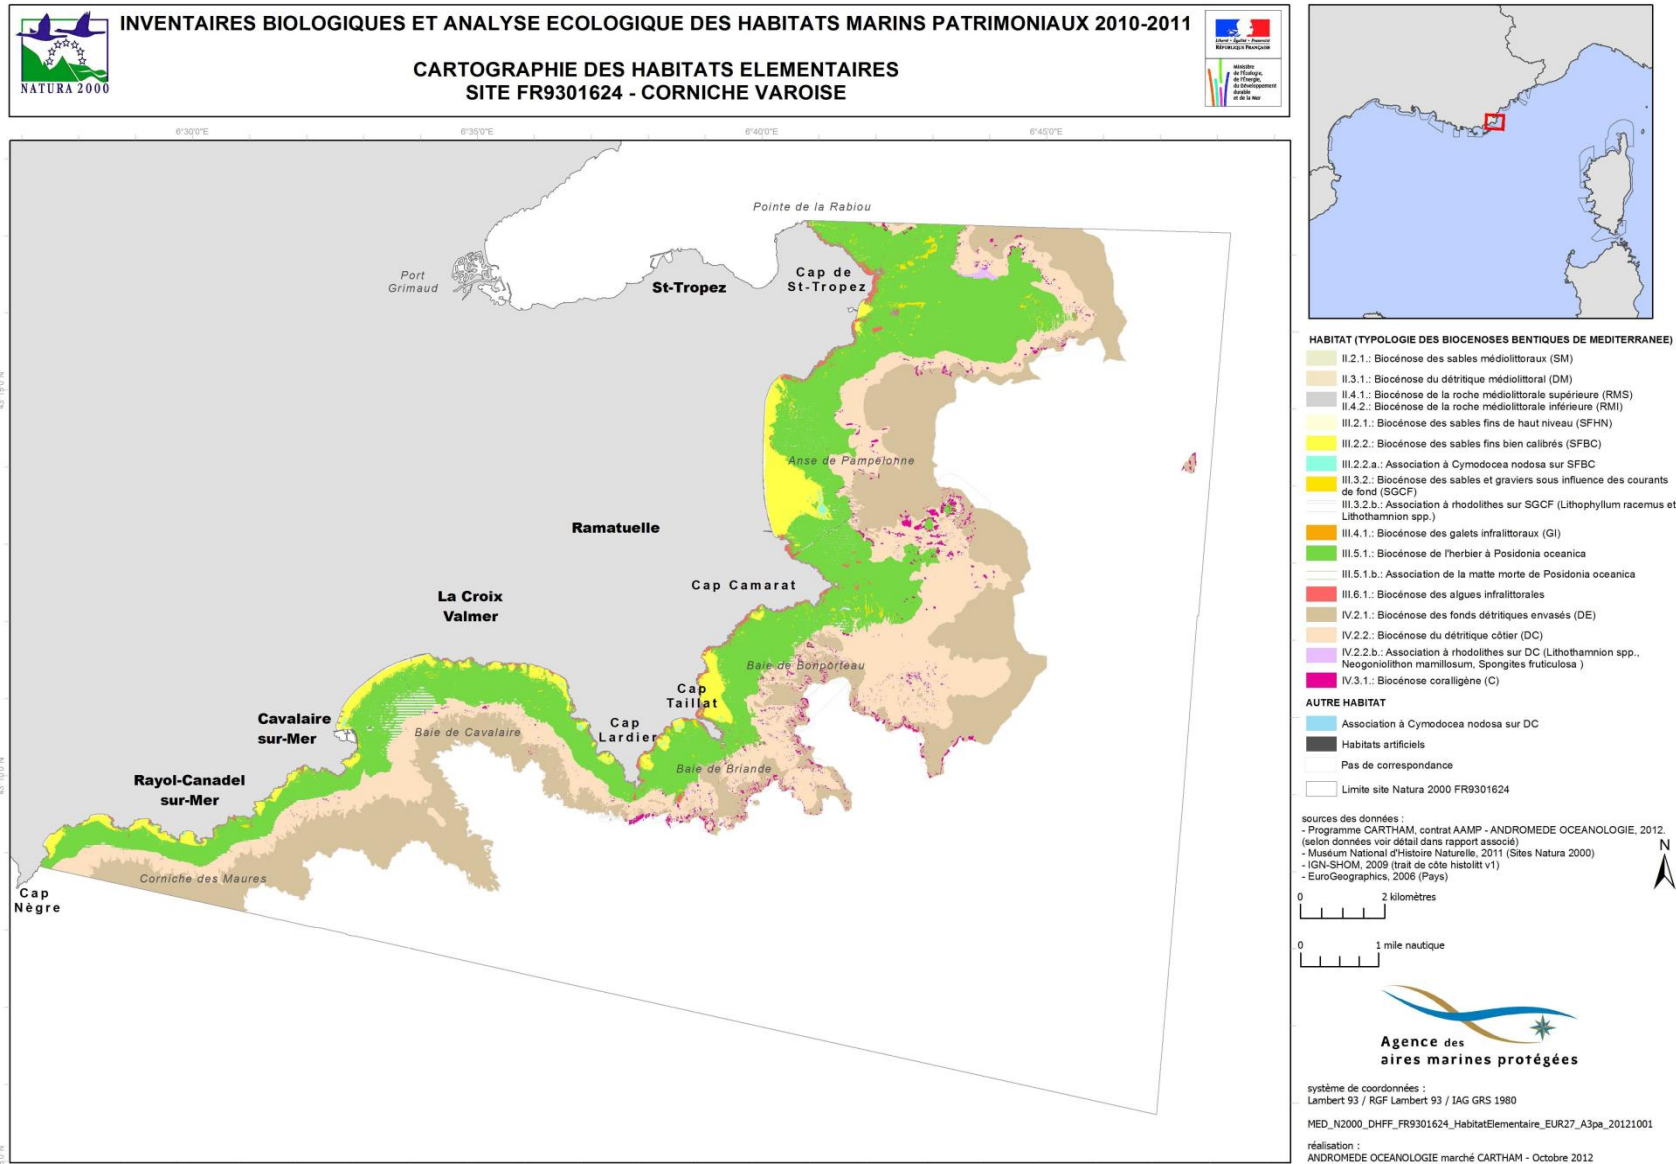 INVENTAIRES BIOLOGIQUES ET ANALYSE ECOLOGIQUE DES HABITATS MARINS PATRIMONIAUX 2010-2011
CARTOGRAPHIE DES HABITATS ELEMENTAIRES
SITE FR9301624 - CORNICHE VAROISE
NATURA 2000
Liberté • Égalité • Fraternité
RÉPUBLIQUE FRANÇAISE
Ministère
de l'Écologie,
de l'Énergie,
du Développement
durable
et de la Mer
6°30'0"E
6°35'0"E
6°40'0"E
6°45'0"E
Pointe de la Rabiou
Port
Grimaud
St-Tropez
Cap de
St-Tropez
Anse de Pampelonne
Ramatuelle
Cap Camarat
La Croix
Valmer
Baie de Bonporteau
Cap
Taillat
Cap
Lardier
Cavalaire
sur-Mer
Baie de Cavalaire
Baie de Briande
Rayol-Canadel
sur-Mer
Corniche des Maures
Cap
Nègre
HABITAT (TYPOLOGIE DES BIOCENOSES BENTIQUES DE MEDITERRANEE)
II.2.1.: Biocénose des sables médiolittoraux (SM)
II.3.1.: Biocénose du détritique médiolittoral (DM)
II.4.1.: Biocénose de la roche médiolittorale supérieure (RMS)
II.4.2.: Biocénose de la roche médiolittorale inférieure (RMI)
III.2.1.: Biocénose des sables fins de haut niveau (SFHN)
III.2.2.: Biocénose des sables fins bien calibrés (SFBC)
III.2.2.a.: Association à Cymodocea nodosa sur SFBC
III.3.2.: Biocénose des sables et graviers sous influence des courants
de fond (SGCF)
III.3.2.b.: Association à rhodolithes sur SGCF (Lithophyllum racemus et
Lithothamnion spp.)
III.4.1.: Biocénose des galets infralittoraux (GI)
III.5.1.: Biocénose de l'herbier à Posidonia oceanica
III.5.1.b.: Association de la matte morte de Posidonia oceanica
III.6.1.: Biocénose des algues infralittorales
IV.2.1.: Biocénose des fonds détritiques envasés (DE)
IV.2.2.: Biocénose du détritique côtier (DC)
IV.2.2.b.: Association à rhodolithes sur DC (Lithothamnion spp.,
Neogoniolithon mamillosum, Spongites fruticulosa )
IV.3.1.: Biocénose coralligène (C)
AUTRE HABITAT
Association à Cymodocea nodosa sur DC
Habitats artificiels
Pas de correspondance
Limite site Natura 2000 FR9301624
sources des données :
- Programme CARTHAM, contrat AAMP - ANDROMEDE OCEANOLOGIE, 2012.
(selon données voir détail dans rapport associé)
- Muséum National d'Histoire Naturelle, 2011 (Sites Natura 2000)
- IGN-SHOM, 2009 (trait de côte histolitt v1)
- EuroGeographics, 2006 (Pays)
N
0 2 kilomètres
0 1 mile nautique
Agence des
aires marines protégées
système de coordonnées :
Lambert 93 / RGF Lambert 93 / IAG GRS 1980
MED_N2000_DHFF_FR9301624_HabitatElementaire_EUR27_A3pa_20121001
réalisation :
ANDROMEDE OCEANOLOGIE marché CARTHAM - Octobre 2012